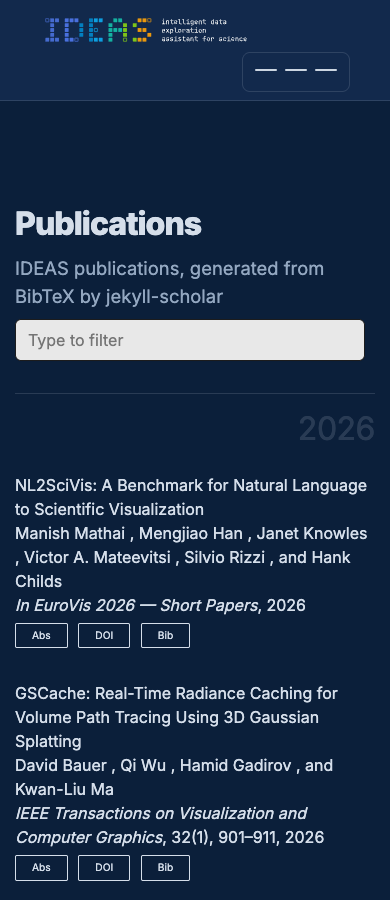 IDEAS
intelligent data
exploration
assistant for science
Publications
IDEAS publications, generated from
BibTeX by jekyll-scholar
Type to filter
2026
NL2SciVis: A Benchmark for Natural Language
to Scientific Visualization
Manish Mathai , Mengjiao Han , Janet Knowles
, Victor A. Mateevitsi , Silvio Rizzi , and Hank
Childs
In EuroVis 2026 — Short Papers, 2026
Abs DOI Bib
GSCache: Real-Time Radiance Caching for
Volume Path Tracing Using 3D Gaussian
Splatting
David Bauer , Qi Wu , Hamid Gadirov , and
Kwan-Liu Ma
IEEE Transactions on Visualization and
Computer Graphics, 32(1), 901–911, 2026
Abs DOI Bib